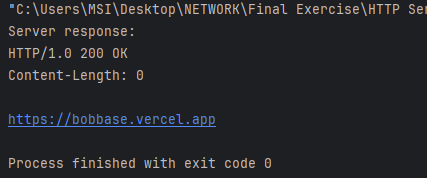 "C:\Users\MSI\Desktop\NETWORK\Final Exercise\HTTP Ser
Server response:
HTTP/1.0 200 OK
Content-Length: 0
https://bobbase.vercel.app
Process finished with exit code 0